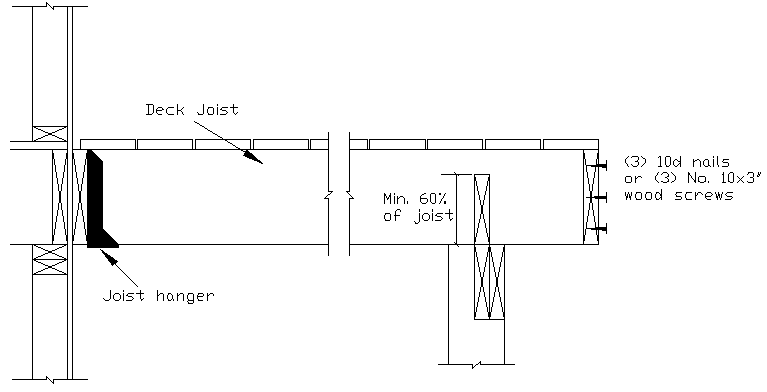 Deck Joist
(3) 10d nails
or (3) No. 10x3"
wood screws
Min. 60%
of joist
Joist hanger